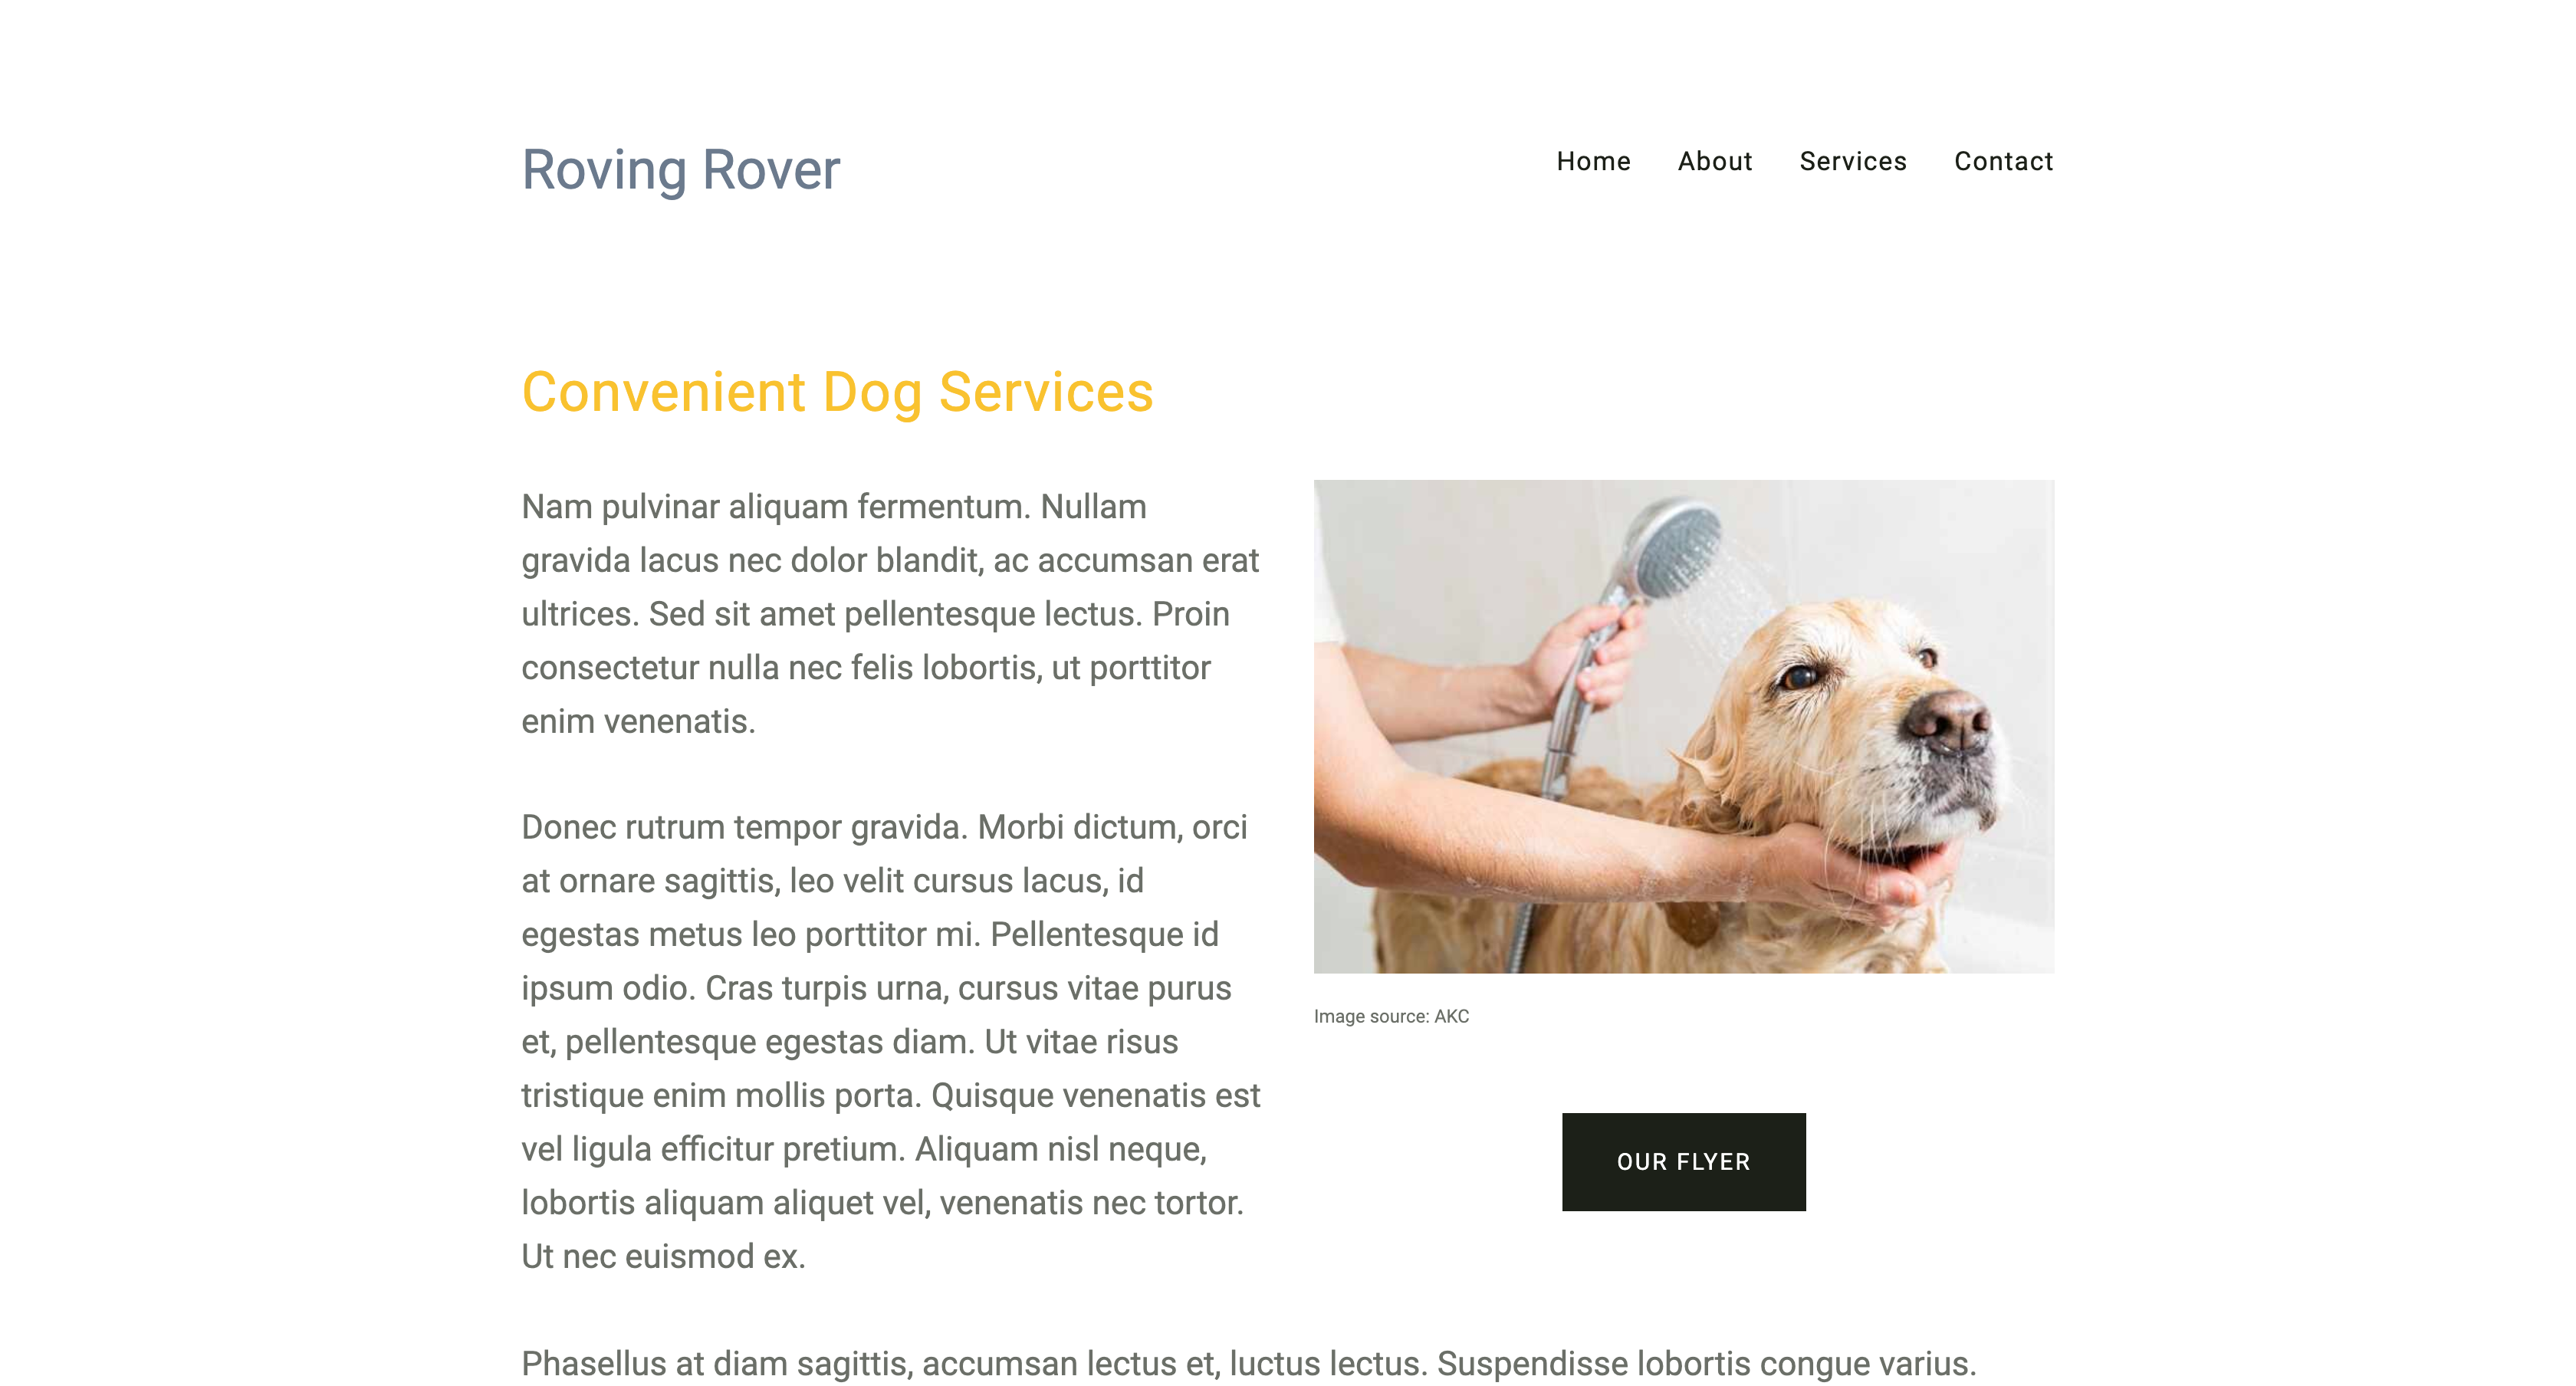 Roving Rover
Home About Services Contact
Convenient Dog Services
Nam pulvinar aliquam fermentum. Nullam
gravida lacus nec dolor blandit, ac accumsan erat
ultrices. Sed sit amet pellentesque lectus. Proin
consectetur nulla nec felis lobortis, ut porttitor
enim venenatis.
Donec rutrum tempor gravida. Morbi dictum, orci
at ornare sagittis, leo velit cursus lacus, id
egestas metus leo porttitor mi. Pellentesque id
ipsum odio. Cras turpis urna, cursus vitae purus
et, pellentesque egestas diam. Ut vitae risus
tristique enim mollis porta. Quisque venenatis est
vel ligula efficitur pretium. Aliquam nisl neque,
lobortis aliquam aliquet vel, venenatis nec tortor.
Ut nec euismod ex.
Image source: AKC
OUR FLYER
Phasellus at diam sagittis, accumsan lectus et, luctus lectus. Suspendisse lobortis congue varius.